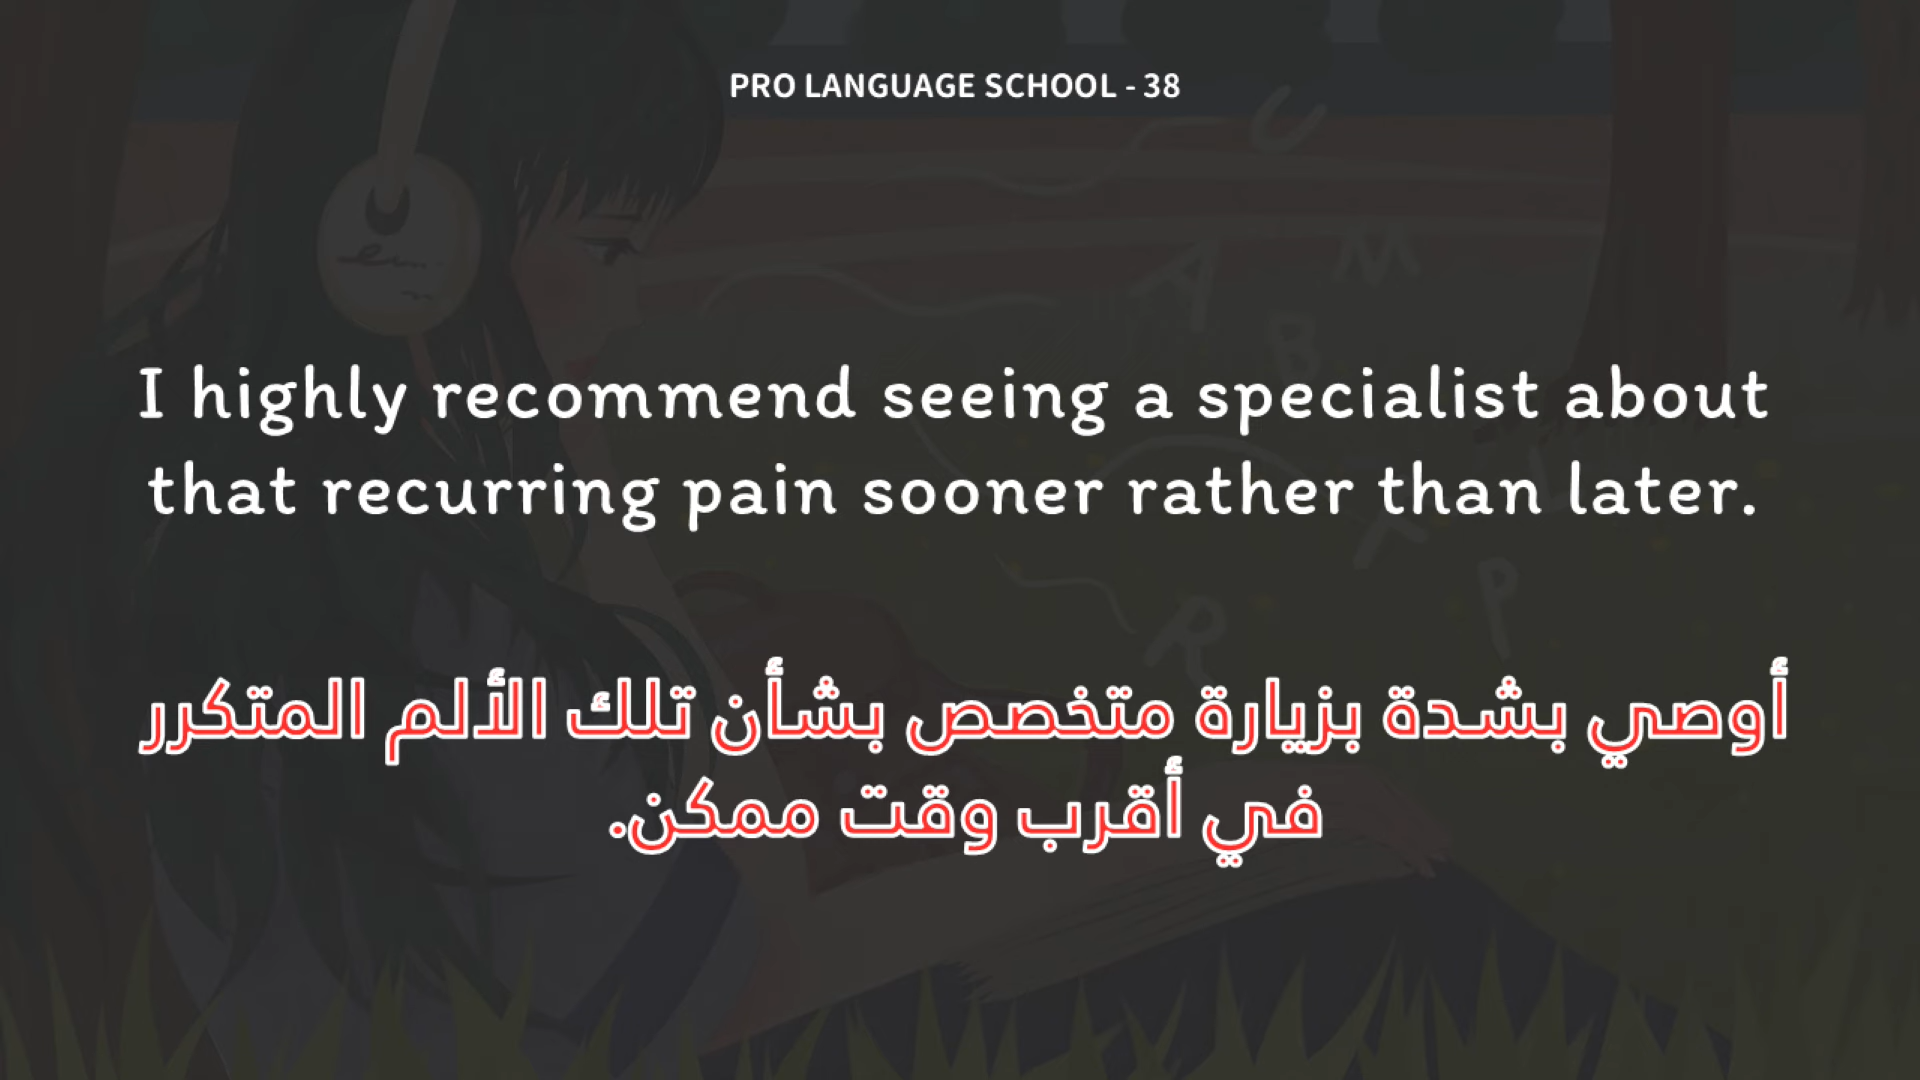 PRO LANGUAGE SCHOOL - 38
I highly recommend seeing a specialist about
that recurring pain sooner rather than later.
أوصي بشدة بزيارة متخصص بشأن تلك الألم المتكرر
في أقرب وقت ممكن.
U
A M
B
L
T
P
R